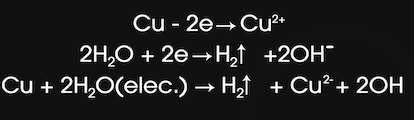 Cu - 2e→Cu²⁺
2H₂O + 2e→H₂↑ +2OH⁻
Cu + 2H₂O(elec.) → H₂↑ + Cu²⁻+ 2OH